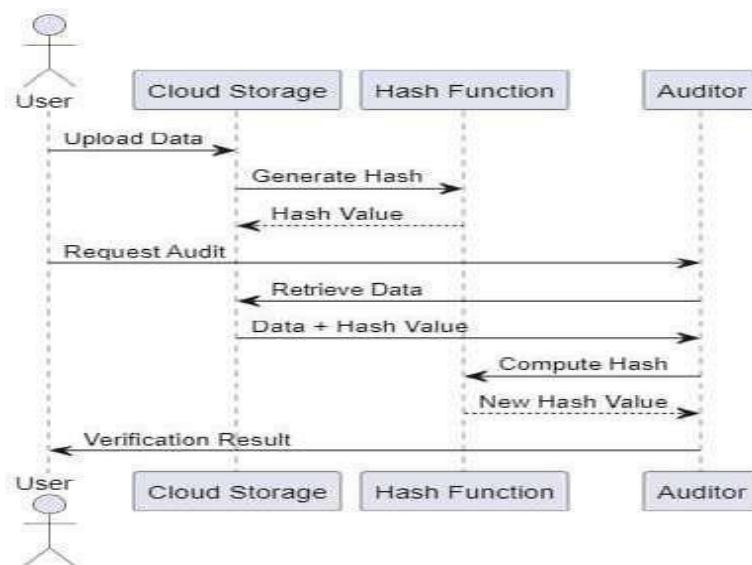 User
Cloud Storage
Hash Function
Auditor
Upload Data
Generate Hash
Hash Value
Request Audit
Retrieve Data
Data + Hash Value
Compute Hash
New Hash Value
Verification Result
User
Cloud Storage
Hash Function
Auditor